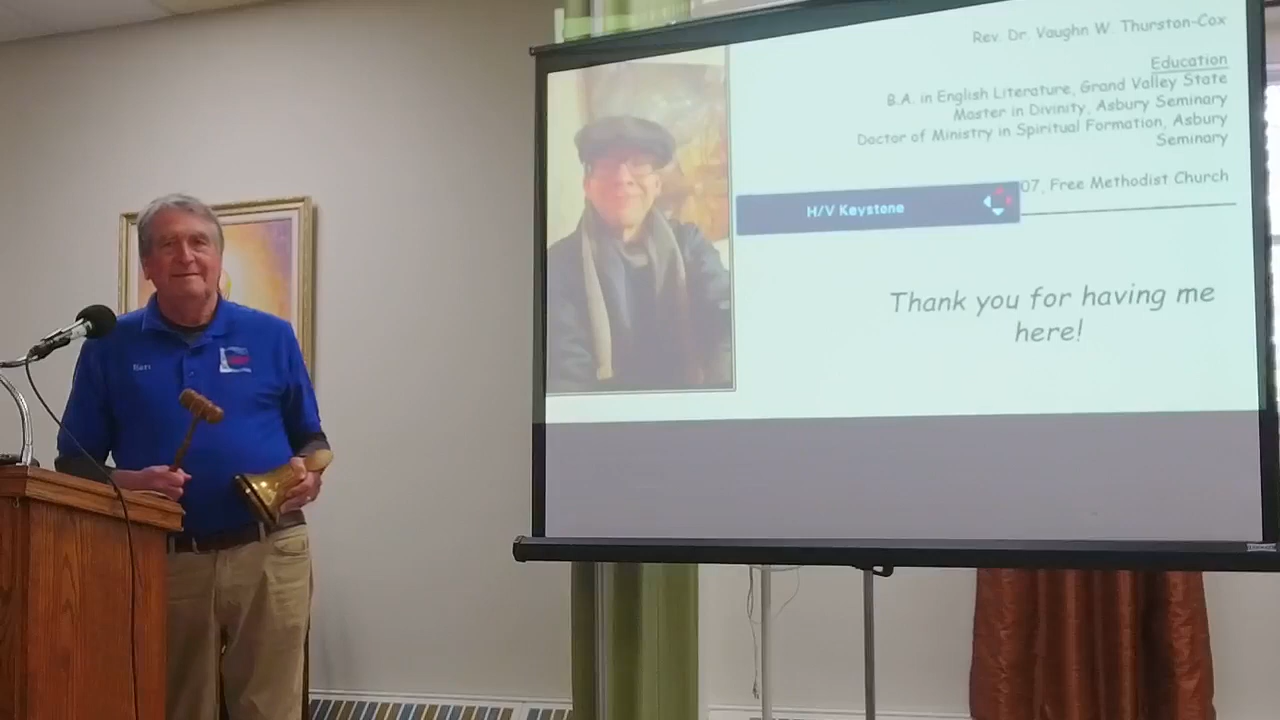 Rev. Dr. Vaughn W. Thurston-Cox
Education
B.A. in English Literature, Grand Valley State
Master in Divinity, Asbury Seminary
Doctor of Ministry in Spiritual Formation, Asbury
Seminary
07, Free Methodist Church
H/V Keystone
Thank you for having me
here!